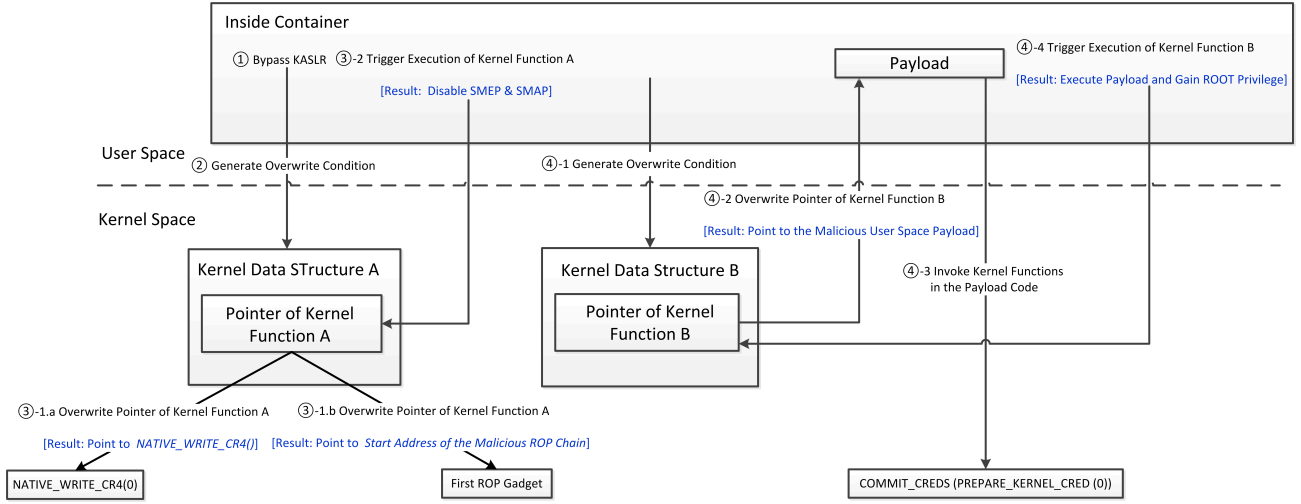 Inside Container
① Bypass KASLR
③-2 Trigger Execution of Kernel Function A
[Result: Disable SMEP & SMAP]
Payload
④-4 Trigger Execution of Kernel Function B
[Result: Execute Payload and Gain ROOT Privilege]
User Space
② Generate Overwrite Condition
④-1 Generate Overwrite Condition
Kernel Space
④-2 Overwrite Pointer of Kernel Function B
[Result: Point to the Malicious User Space Payload]
Kernel Data STructure A
Pointer of Kernel
Function A
Kernel Data Structure B
Pointer of Kernel
Function B
④-3 Invoke Kernel Functions
in the Payload Code
③-1.a Overwrite Pointer of Kernel Function A
[Result: Point to NATIVE_WRITE_CR4()]
③-1.b Overwrite Pointer of Kernel Function A
[Result: Point to Start Address of the Malicious ROP Chain]
NATIVE_WRITE_CR4(0)
First ROP Gadget
COMMIT_CREDS (PREPARE_KERNEL_CRED (0))